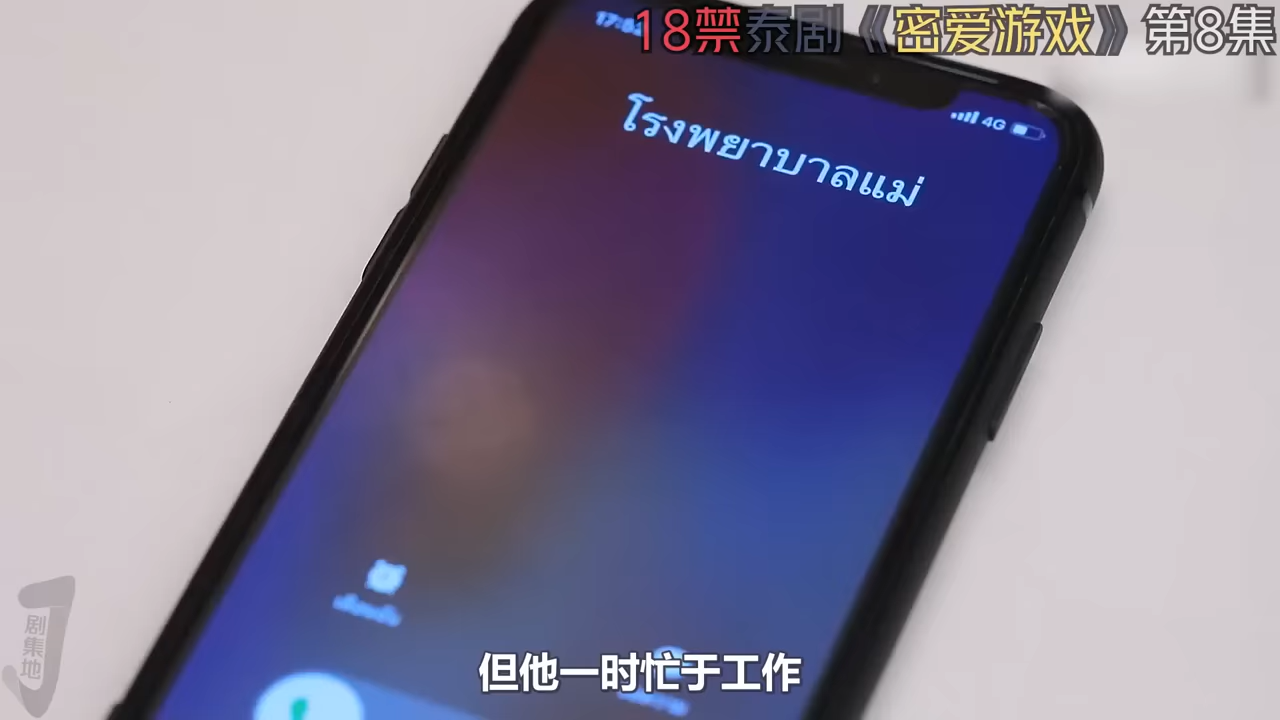 18禁泰剧《密爱游戏》第8集
4G
โรงพยาบาลแม่
剧集地
但他一时忙于工作